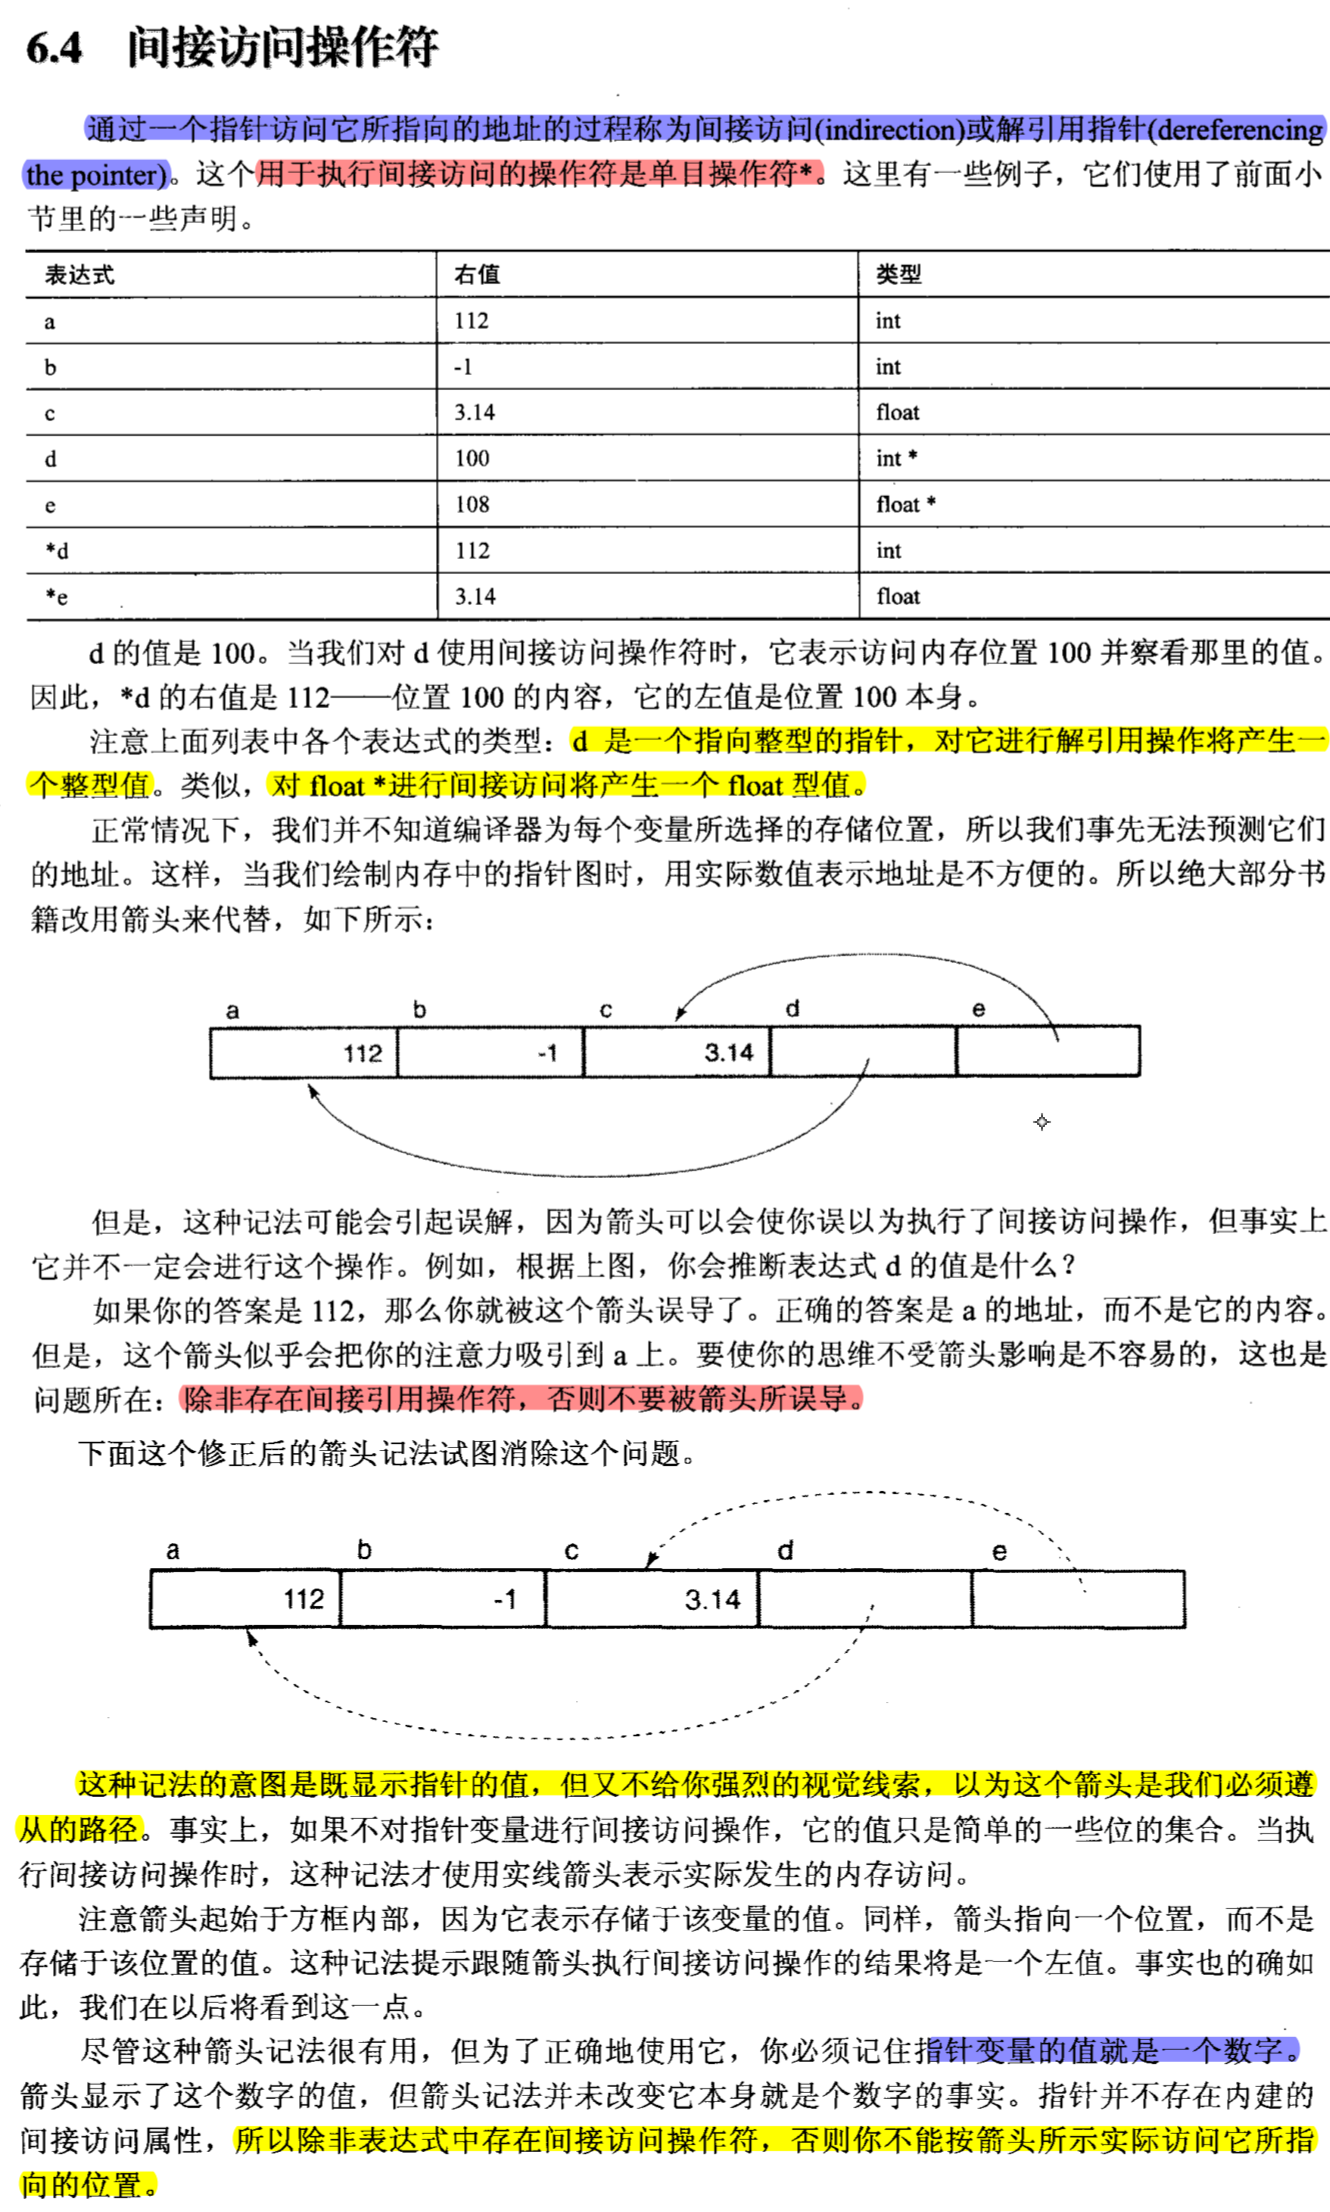 6.4 间接访问操作符
通过一个指针访问它所指向的地址的过程称为间接访问(indirection)或解引用指针(dereferencing
the pointer)。这个用于执行间接访问的操作符是单目操作符*。这里有一些例子，它们使用了前面小
节里的一些声明。
表达式 右值 类型
a 112 int
b -1 int
c 3.14 float
d 100 int *
e 108 float *
*d 112 int
*e 3.14 float
d 的值是 100。当我们对 d 使用间接访问操作符时，它表示访问内存位置 100 并察看那里的值。
因此，*d 的右值是 112——位置 100 的内容，它的左值是位置 100 本身。
注意上面列表中各个表达式的类型：d 是一个指向整型的指针，对它进行解引用操作将产生一
个整型值。类似，对 float *进行间接访问将产生一个 float 型值。
正常情况下，我们并不知道编译器为每个变量所选择的存储位置，所以我们事先无法预测它们
的地址。这样，当我们绘制内存中的指针图时，用实际数值表示地址是不方便的。所以绝大部分书
籍改用箭头来代替，如下所示：
a b c d e
112 -1 3.14
但是，这种记法可能会引起误解，因为箭头可以会使你误以为执行了间接访问操作，但事实上
它并不一定会进行这个操作。例如，根据上图，你会推断表达式 d 的值是什么？
如果你的答案是 112，那么你就被这个箭头误导了。正确的答案是 a 的地址，而不是它的内容。
但是，这个箭头似乎会把你的注意力吸引到 a 上。要使你的思维不受箭头影响是不容易的，这也是
问题所在：除非存在间接引用操作符，否则不要被箭头所误导。
下面这个修正后的箭头记法试图消除这个问题。
a b c d e
112 -1 3.14
这种记法的意图是既显示指针的值，但又不给你强烈的视觉线索，以为这个箭头是我们必须遵
从的路径。事实上，如果不对指针变量进行间接访问操作，它的值只是简单的一些位的集合。当执
行间接访问操作时，这种记法才使用实线箭头表示实际发生的内存访问。
注意箭头起始于方框内部，因为它表示存储于该变量的值。同样，箭头指向一个位置，而不是
存储于该位置的值。这种记法提示跟随箭头执行间接访问操作的结果将是一个左值。事实也的确如
此，我们在以后将看到这一点。
尽管这种箭头记法很有用，但为了正确地使用它，你必须记住指针变量的值就是一个数字。
箭头显示了这个数字的值，但箭头记法并未改变它本身就是个数字的事实。指针并不存在内建的
间接访问属性，所以除非表达式中存在间接访问操作符，否则你不能按箭头所示实际访问它所指
向的位置。